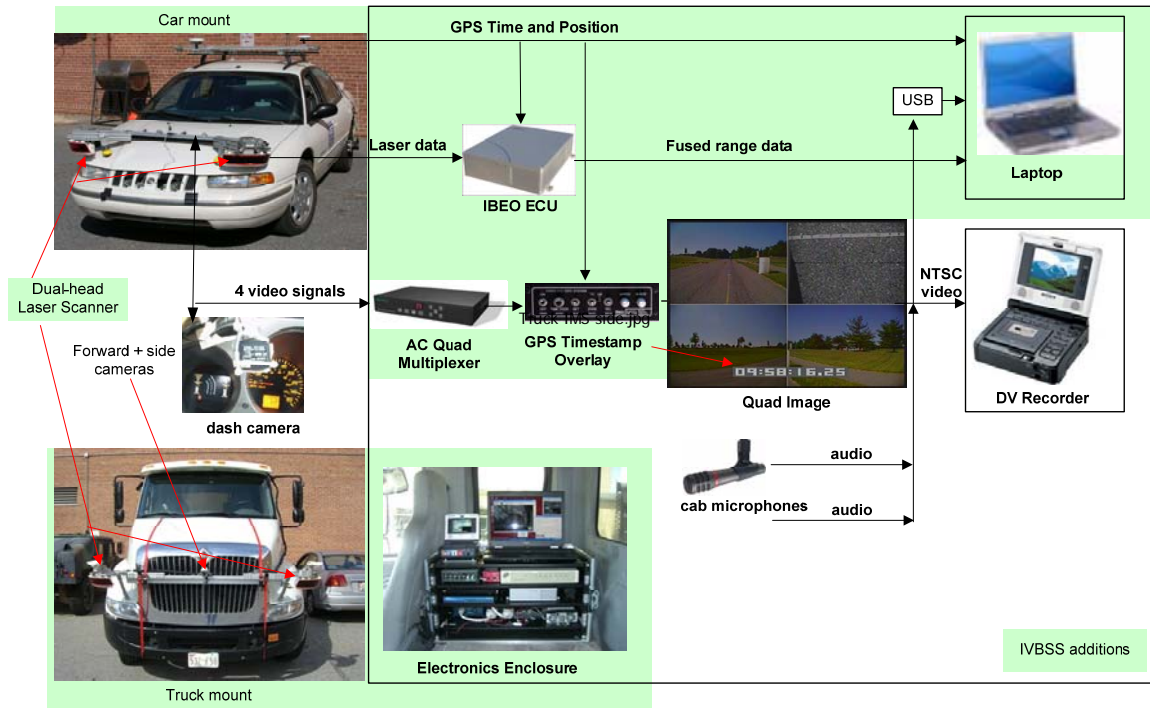 Car mount
GPS Time and Position
USB
Laser data
Fused range data
Laptop
IBEO ECU
Dual-head
Laser Scanner
4 video signals
NTSC
video
Truck IMS side.jpg
AC Quad
Multiplexer
GPS Timestamp
Overlay
09:58:16.25
Forward + side
cameras
Quad Image
DV Recorder
dash camera
audio
cab microphones
audio
Electronics Enclosure
IVBSS additions
Truck mount